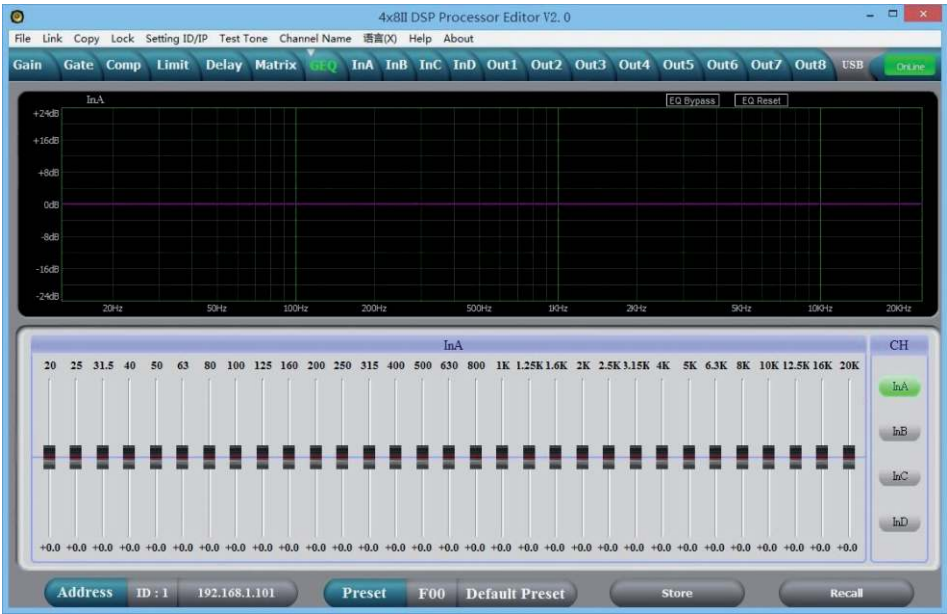 4x8II DSP Processor Editor V2. 0
File Link Copy Lock Setting ID/IP Test Tone Channel Name 语言(X) Help About
Gain Gate Comp Limit Delay Matrix GEQ InA InB InC InD Out1 Out2 Out3 Out4 Out5 Out6 Out7 Out8 USB OnLine
InA EQ Bypass EQ Reset
+24dB
+16dB
+8dB
0dB
-8dB
-16dB
-24dB
20Hz 50Hz 100Hz 200Hz 500Hz 1KHz 2KHz 5KHz 10KHz 20KHz
InA CH
20 25 31.5 40 50 63 80 100 125 160 200 250 315 400 500 630 800 1K 1.25K 1.6K 2K 2.5K 3.15K 4K 5K 6.3K 8K 10K 12.5K 16K 20K
InA
InB
InC
InD
+0.0 +0.0 +0.0 +0.0 +0.0 +0.0 +0.0 +0.0 +0.0 +0.0 +0.0 +0.0 +0.0 +0.0 +0.0 +0.0 +0.0 +0.0 +0.0 +0.0 +0.0 +0.0 +0.0 +0.0 +0.0 +0.0 +0.0 +0.0 +0.0 +0.0 +0.0
Address ID : 1 192.168.1.101 Preset F00 Default Preset Store Recall